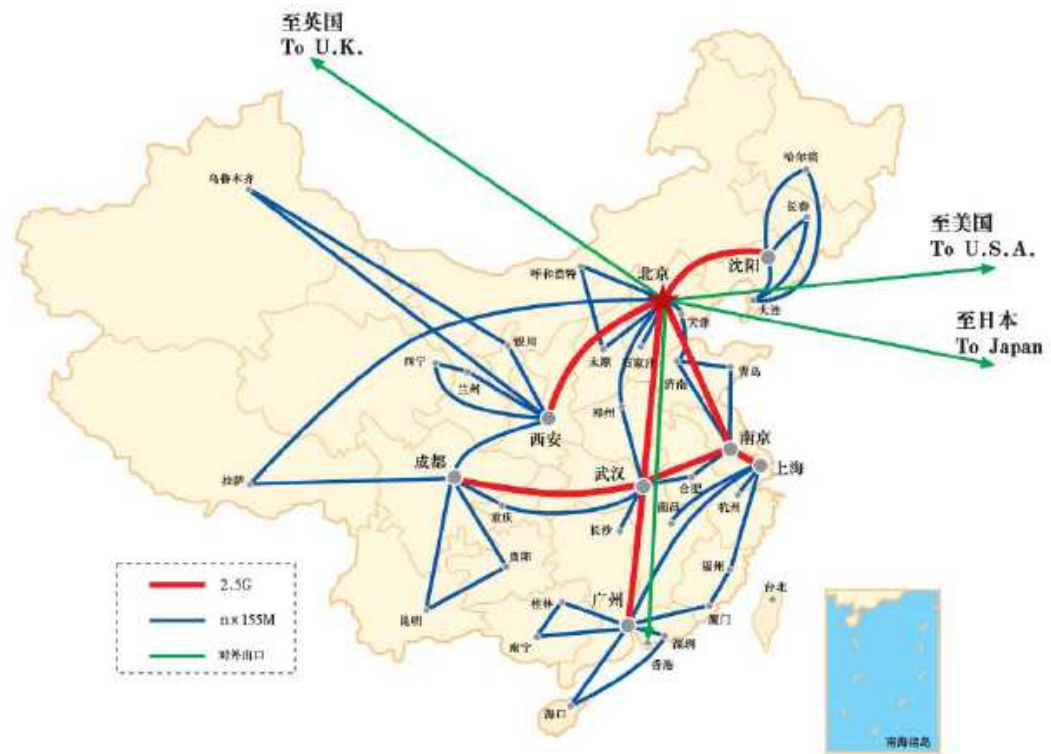 至英国
To U.K.
哈尔滨
乌鲁木齐
长春
至美国
To U.S.A.
沈阳
呼和浩特
北京
大连
天津
至日本
To Japan
银川
太原
石家庄
西宁
济南
青岛
兰州
郑州
西安
南京
成都
武汉
上海
拉萨
合肥
重庆
南昌
杭州
长沙
贵阳
福州
2.5G
台北
桂林
广州
n×155M
昆明
厦门
南宁
深圳
对外出口
香港
海口
南海诸岛